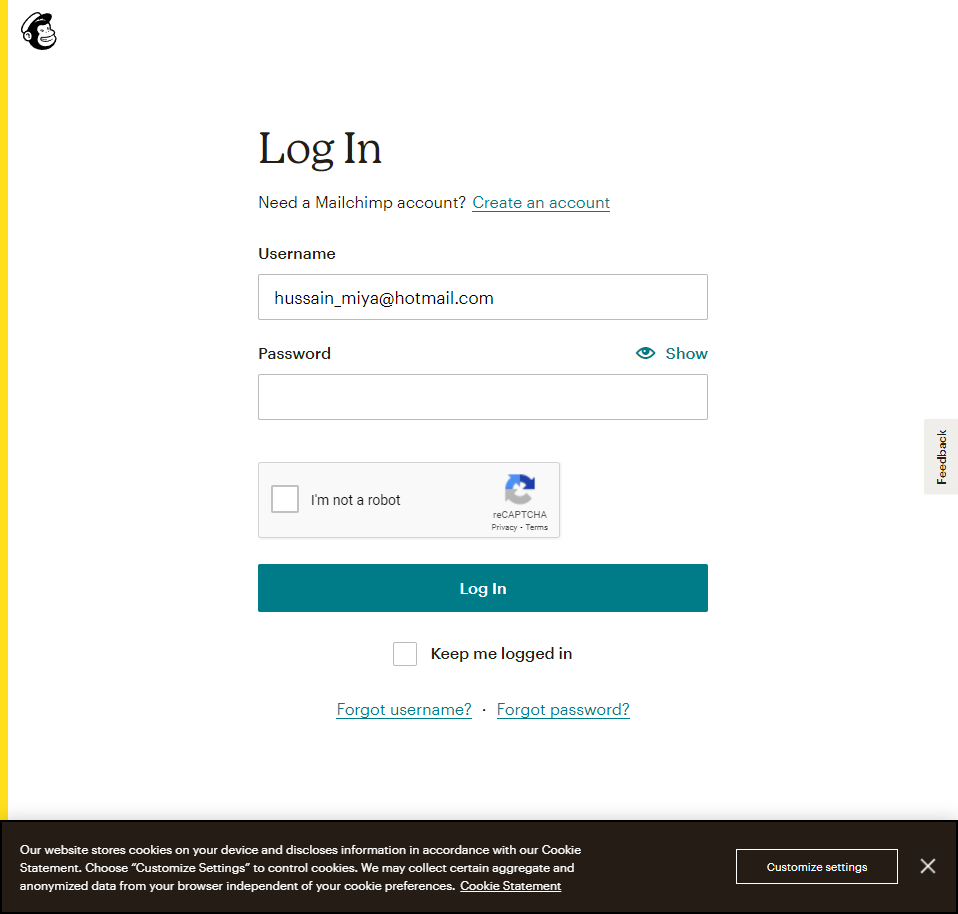 Log In
Need a Mailchimp account? Create an account
Username
hussain_miya@hotmail.com
Password
Show
Feedback
I'm not a robot
reCAPTCHA
Privacy - Terms
Log In
Keep me logged in
Forgot username? · Forgot password?
Our website stores cookies on your device and discloses information in accordance with our Cookie
Statement. Choose “Customize Settings” to control cookies. We may collect certain aggregate and
anonymized data from your browser independent of your cookie preferences. Cookie Statement
Customize settings